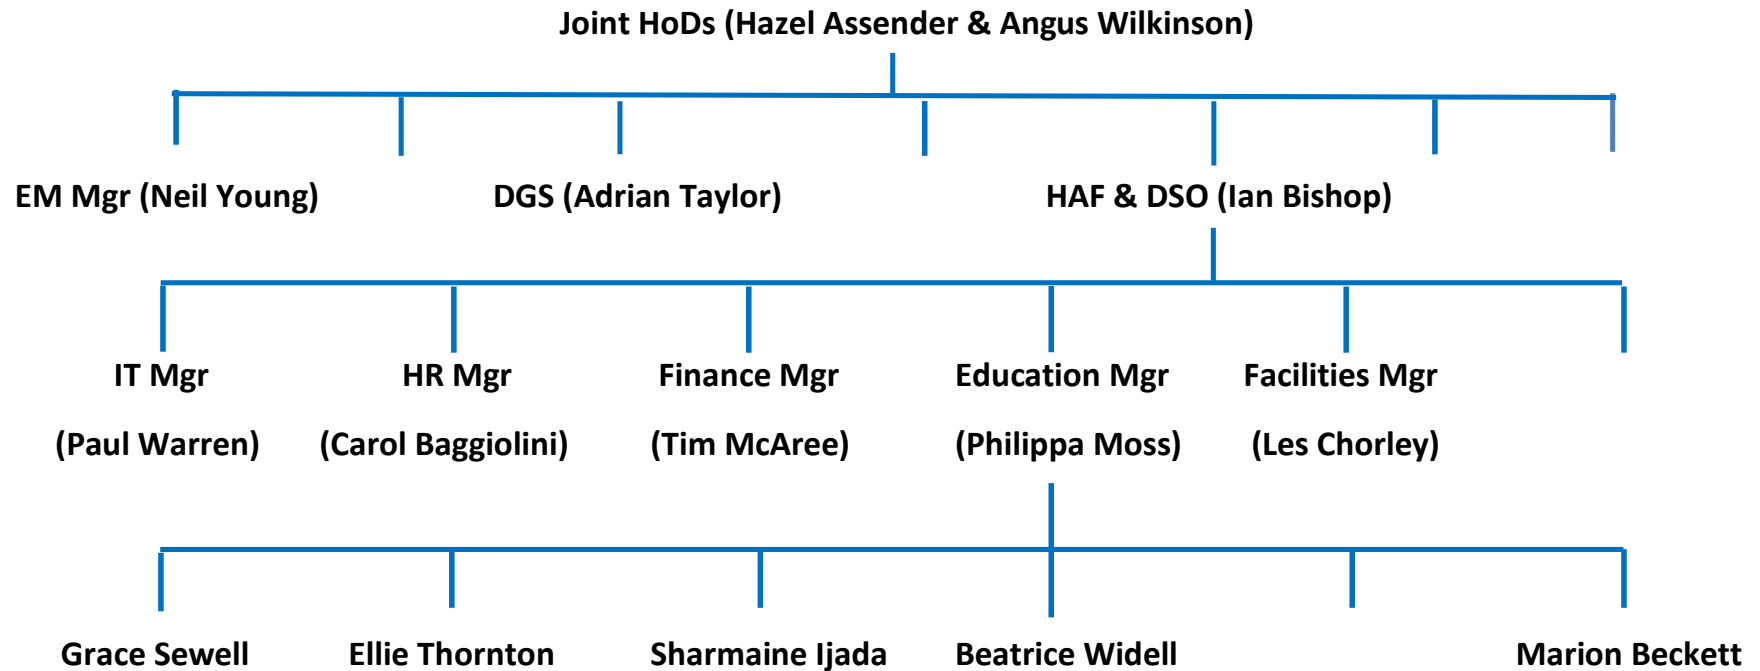 Joint HoDs (Hazel Assender & Angus Wilkinson)
EM Mgr (Neil Young) DGS (Adrian Taylor) HAF & DSO (Ian Bishop)
IT Mgr HR Mgr Finance Mgr Education Mgr Facilities Mgr
(Paul Warren) (Carol Baggiolini) (Tim McAree) (Philippa Moss) (Les Chorley)
Grace Sewell Ellie Thornton Sharmaine Ijada Beatrice Widell Marion Beckett